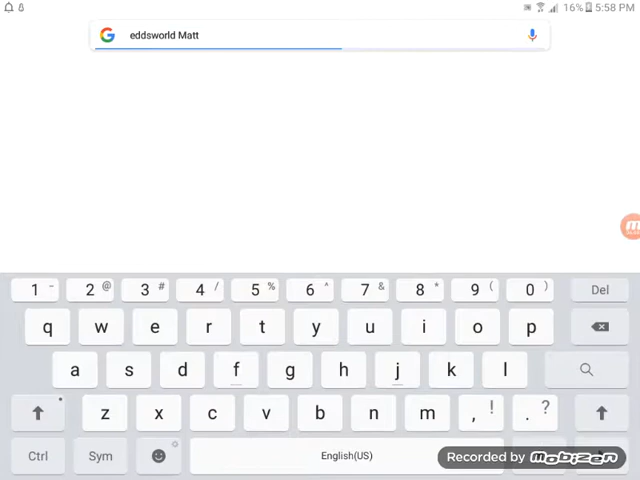 16% 5:58 PM
G eddsworld Matt
1 - 2 @ 3 # 4 / 5 % 6 ^ 7 & 8 * 9 ( 0 ) Del
q w e r t y u i o p
a s d f g h j k l
z x c v b n m , ! . ?
Ctrl Sym English(US)
Recorded by mobizen